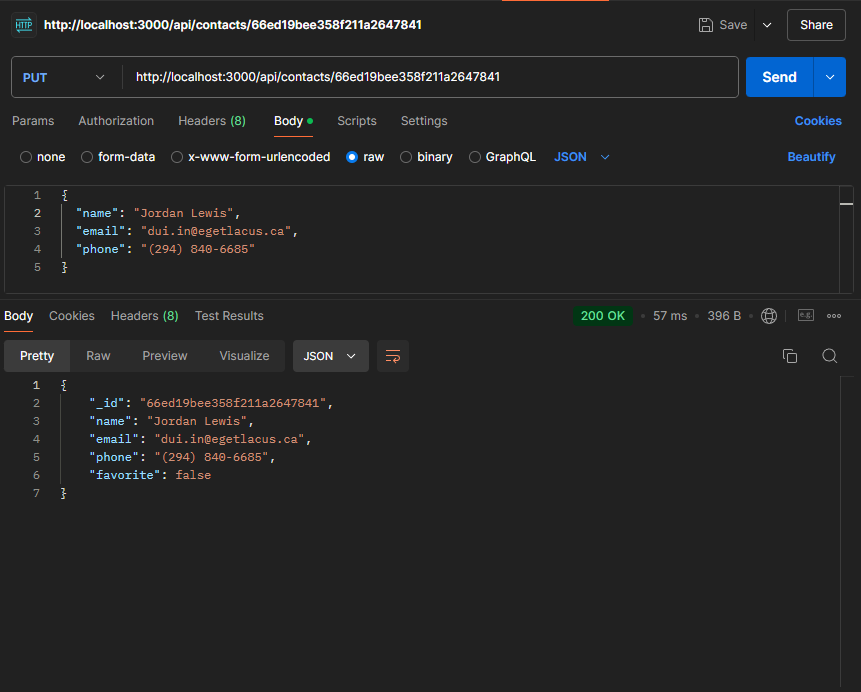 HTTP http://localhost:3000/api/contacts/66ed19bee358f211a2647841 Save Share
PUT http://localhost:3000/api/contacts/66ed19bee358f211a2647841 Send
Params Authorization Headers (8) Body Scripts Settings Cookies
none form-data x-www-form-urlencoded raw binary GraphQL JSON Beautify
1 {
2 "name": "Jordan Lewis",
3 "email": "dui.in@egetlacus.ca",
4 "phone": "(294) 840-6685"
5 }
Body Cookies Headers (8) Test Results 200 OK • 57 ms • 396 B • e.g.
Pretty Raw Preview Visualize JSON
1 {
2 "_id": "66ed19bee358f211a2647841",
3 "name": "Jordan Lewis",
4 "email": "dui.in@egetlacus.ca",
5 "phone": "(294) 840-6685",
6 "favorite": false
7 }